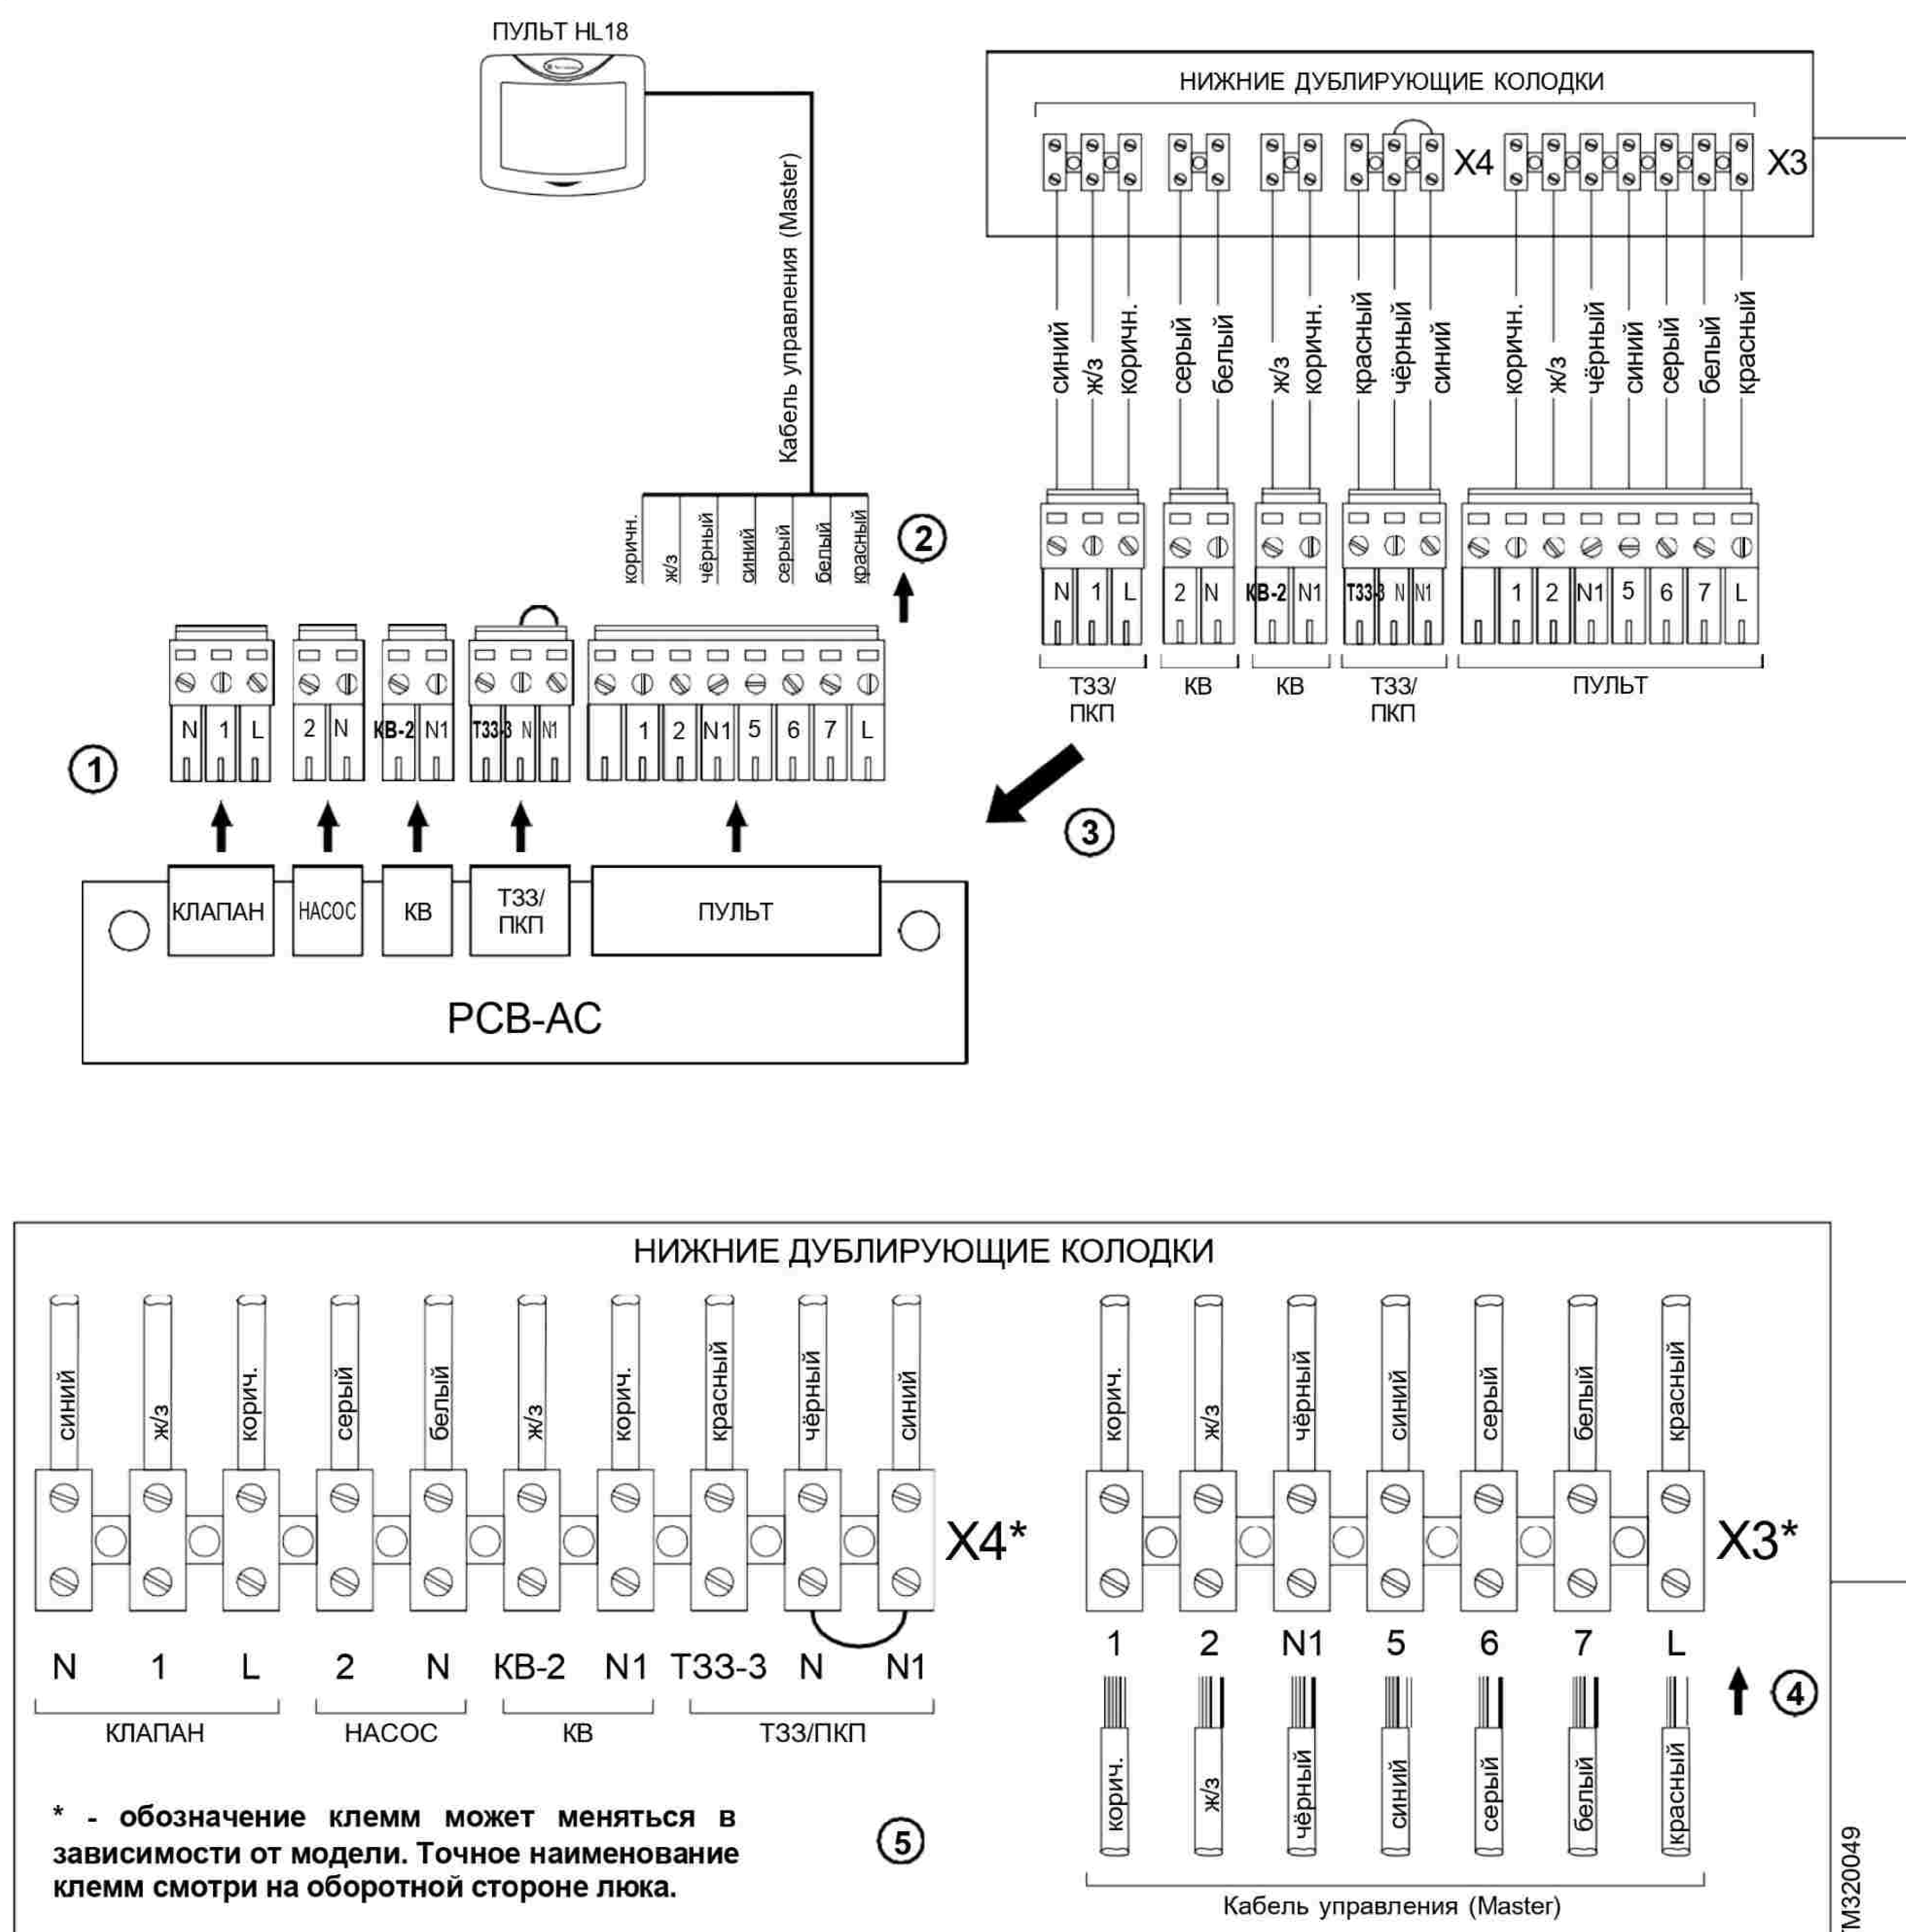 ПУЛЬТ HL18
Кабель управления (Master)
коричн.
ж/з
чёрный
синий
серый
белый
красный
2
1
N 1 L
2 N
КВ-2 N1
ТЗЗ-3 N N1
1 2 N1 5 6 7 L
КЛАПАН
НАСОС
КВ
ТЗЗ/
ПКП
ПУЛЬТ
PCB-AC
НИЖНИЕ ДУБЛИРУЮЩИЕ КОЛОДКИ
X4
X3
синий
ж/з
коричн.
серый
белый
ж/з
коричн.
красный
чёрный
синий
коричн.
ж/з
чёрный
синий
серый
белый
красный
N 1 L
2 N
КВ-2 N1
ТЗЗ-3 N N1
1 2 N1 5 6 7 L
ТЗЗ/
ПКП
КВ
КВ
ТЗЗ/
ПКП
ПУЛЬТ
3
НИЖНИЕ ДУБЛИРУЮЩИЕ КОЛОДКИ
синий
ж/з
корич.
серый
белый
ж/з
корич.
красный
чёрный
синий
X4*
N 1 L 2 N КВ-2 N1 ТЗЗ-3 N N1
КЛАПАН
НАСОС
КВ
ТЗЗ/ПКП
корич.
ж/з
чёрный
синий
серый
белый
красный
X3*
1 2 N1 5 6 7 L
4
корич.
ж/з
чёрный
синий
серый
белый
красный
Кабель управления (Master)
* - обозначение клемм может меняться в
зависимости от модели. Точное наименование
клемм смотри на оборотной стороне люка.
5